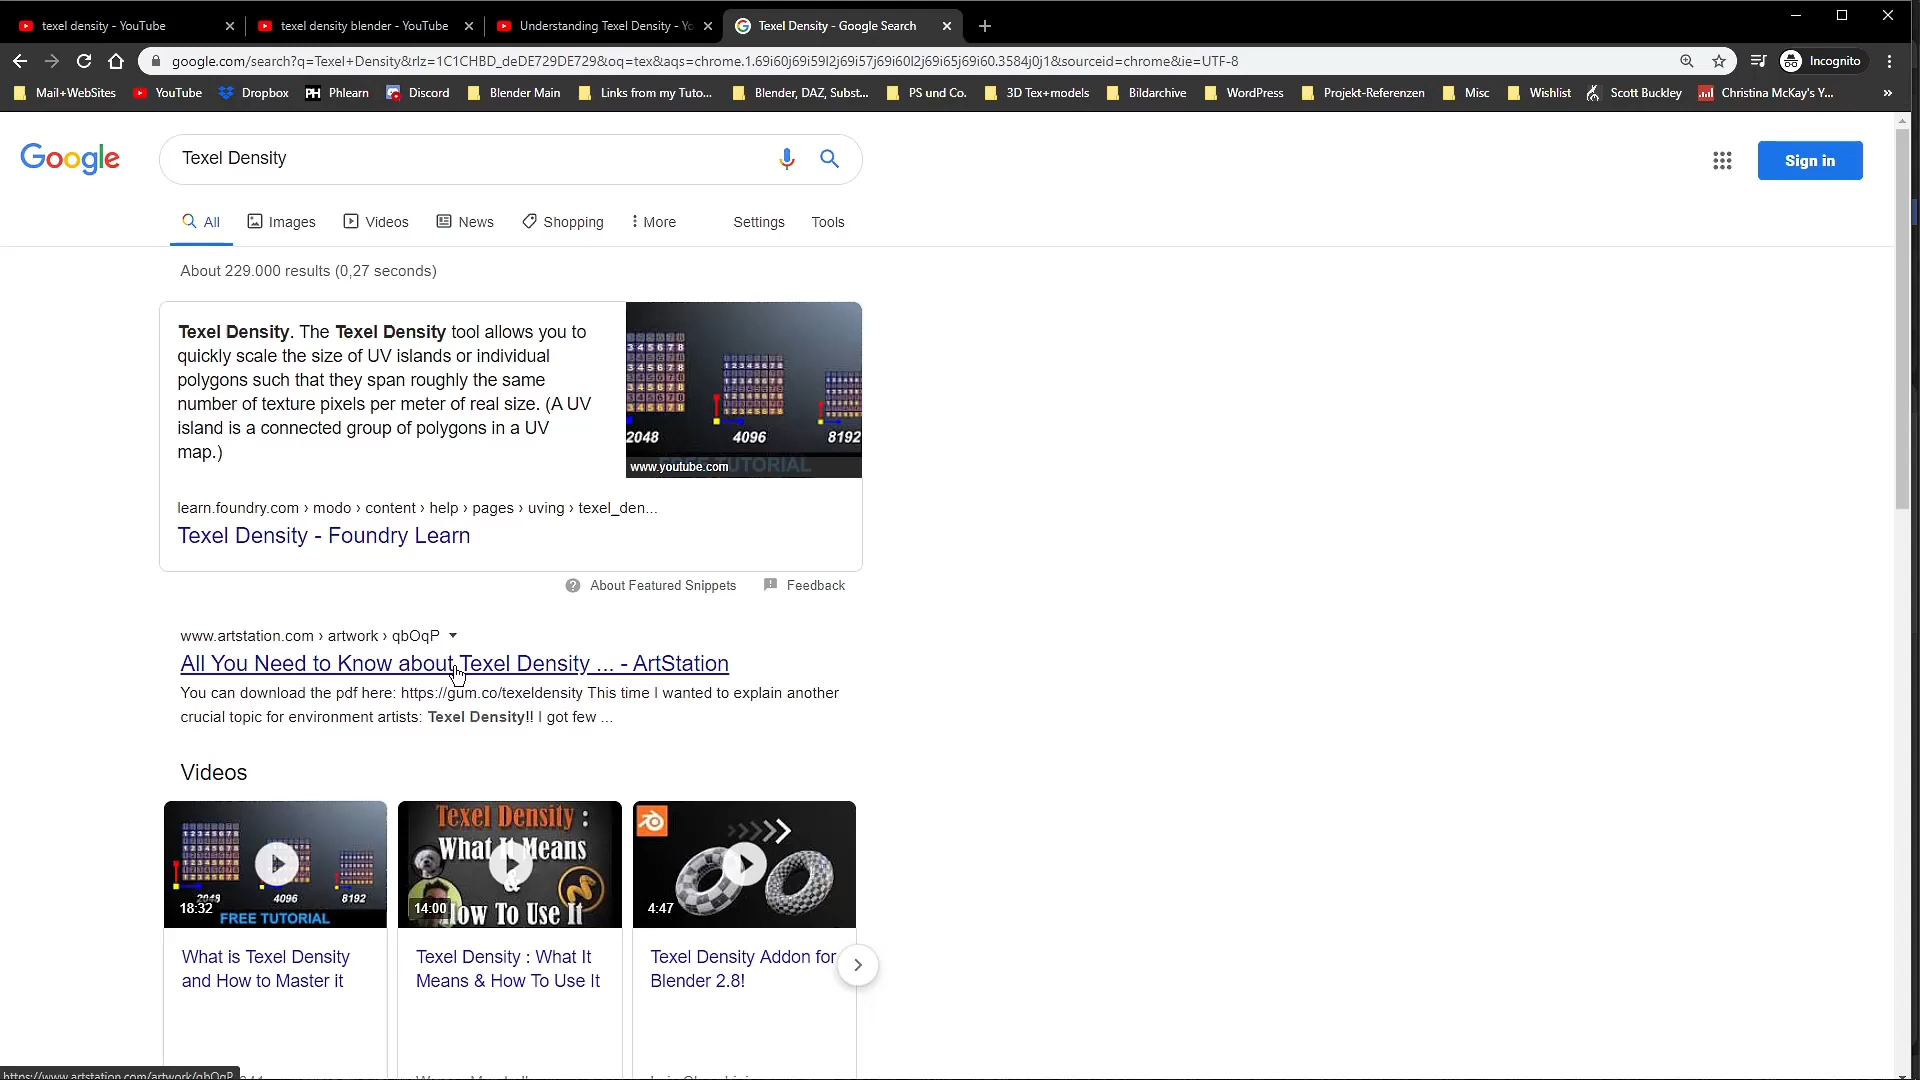 texel density - YouTube
texel density blender - YouTube
Understanding Texel Density - Yo
Texel Density - Google Search
google.com/search?q=Texel+Density&rlz=1C1CHBD_deDE729DE729&oq=tex&aqs=chrome.1.69i60j69i59l2j69i57j69i60l2j69i65j69i60.3584j0j1&sourceid=chrome&ie=UTF-8
Incognito
Mail+WebSites
YouTube
Dropbox
PH Phlearn
Discord
Blender Main
Links from my Tuto...
Blender, DAZ, Subst...
PS und Co.
3D Tex+models
Bildarchive
WordPress
Projekt-Referenzen
Misc
Wishlist
Scott Buckley
Christina McKay's Y...
»
Google
Texel Density
Sign in
All
Images
Videos
News
Shopping
More
Settings
Tools
About 229.000 results (0,27 seconds)
Texel Density. The Texel Density tool allows you to
quickly scale the size of UV islands or individual
polygons such that they span roughly the same
number of texture pixels per meter of real size. (A UV
island is a connected group of polygons in a UV
map.)
2048
4096
8192
www.youtube.com
TUTORIAL
learn.foundry.com › modo › content › help › pages › uving › texel_den...
Texel Density - Foundry Learn
About Featured Snippets
Feedback
www.artstation.com › artwork › qbOqP
All You Need to Know about Texel Density ... - ArtStation
You can download the pdf here: https://gum.co/texeldensity This time I wanted to explain another
crucial topic for environment artists: Texel Density!! I got few ...
Videos
2048
4096
8192
18:32
FREE TUTORIAL
Texel Density :
What It Means
&
How To Use It
14:00
4:47
What is Texel Density
and How to Master it
Texel Density : What It
Means & How To Use It
Texel Density Addon for
Blender 2.8!
https://www.artstation.com/artwork/qbOqP